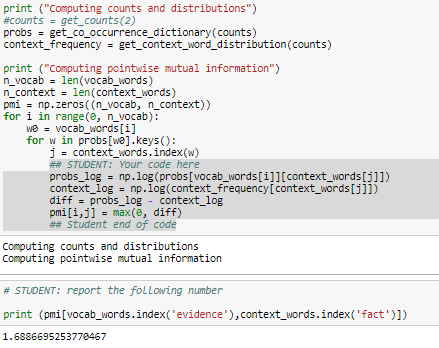 print ("Computing counts and distributions")
#counts = get_counts(2)
probs = get_co_occurrence_dictionary(counts)
context_frequency = get_context_word_distribution(counts)
print ("Computing pointwise mutual information")
n_vocab = len(vocab_words)
n_context = len(context_words)
pmi = np.zeros((n_vocab, n_context))
for i in range(0, n_vocab):
    w0 = vocab_words[i]
    for w in probs[w0].keys():
        j = context_words.index(w)
        ## STUDENT: Your code here
        probs_log = np.log(probs[vocab_words[i]][context_words[j]])
        context_log = np.log(context_frequency[context_words[j]])
        diff = probs_log - context_log
        pmi[i,j] = max(0, diff)
        ## Student end of code
Computing counts and distributions
Computing pointwise mutual information
# STUDENT: report the following number
print (pmi[vocab_words.index('evidence'),context_words.index('fact')])
1.6886695253770467